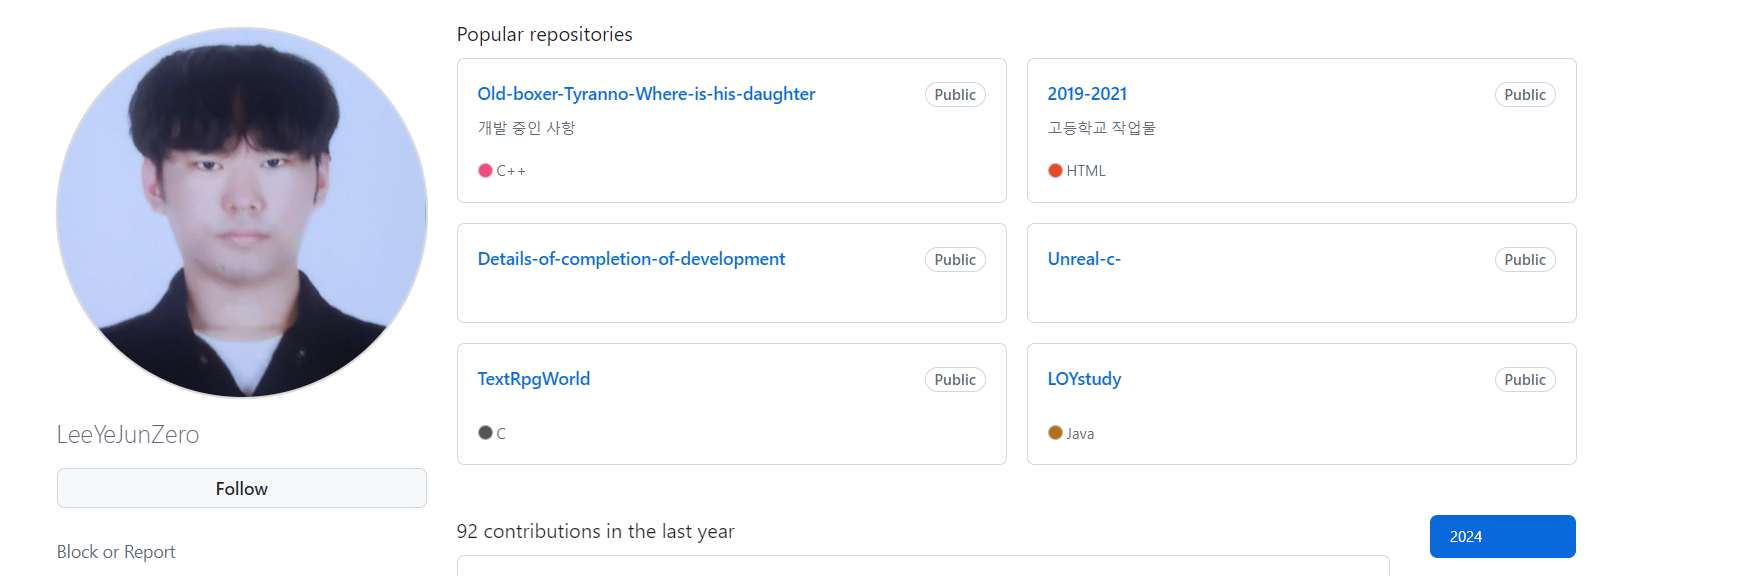 Popular repositories
Old-boxer-Tyranno-Where-is-his-daughter
Public
개발 중인 사항
C++
2019-2021
Public
고등학교 작업물
HTML
Details-of-completion-of-development
Public
Unreal-c-
Public
TextRpgWorld
Public
C
LOYstudy
Public
Java
LeeYeJunZero
Follow
Block or Report
92 contributions in the last year
2024